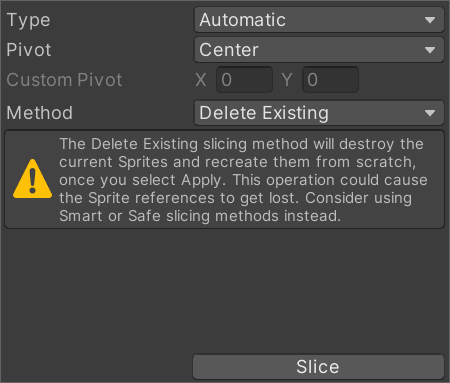 Type Automatic
Pivot Center
Custom Pivot X 0 Y 0
Method Delete Existing
The Delete Existing slicing method will destroy the
current Sprites and recreate them from scratch,
once you select Apply. This operation could cause
the Sprite references to get lost. Consider using
Smart or Safe slicing methods instead.
Slice